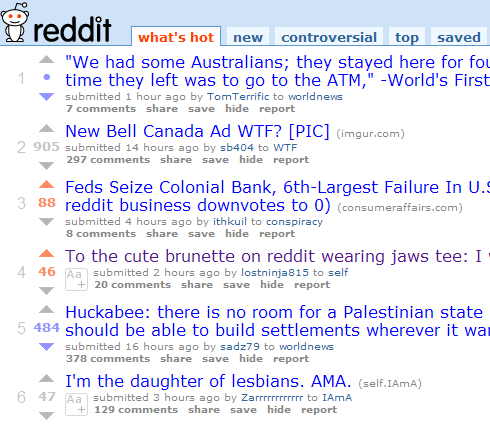 reddit what's hot new controversial top saved
1
"We had some Australians; they stayed here for fou
time they left was to go to the ATM," -World's First
submitted 1 hour ago by TomTerrific to worldnews
7 comments share save hide report
New Bell Canada Ad WTF? [PIC] (imgur.com)
2 905 submitted 14 hours ago by sb404 to WTF
297 comments share save hide report
Feds Seize Colonial Bank, 6th-Largest Failure In U.S
3 88 reddit business downvotes to 0) (consumeraffairs.com)
submitted 4 hours ago by ithkuil to conspiracy
8 comments share save hide report
To the cute brunette on reddit wearing jaws tee: I w
4 46 submitted 2 hours ago by lostninja815 to self
Aa + 20 comments share save hide report
Huckabee: there is no room for a Palestinian state
5 484 should be able to build settlements wherever it wan
submitted 16 hours ago by sadz79 to worldnews
378 comments share save hide report
I'm the daughter of lesbians. AMA. (self.IAmA)
6 47 submitted 3 hours ago by Zarrrrrrrrrrrr to IAmA
Aa + 129 comments share save hide report